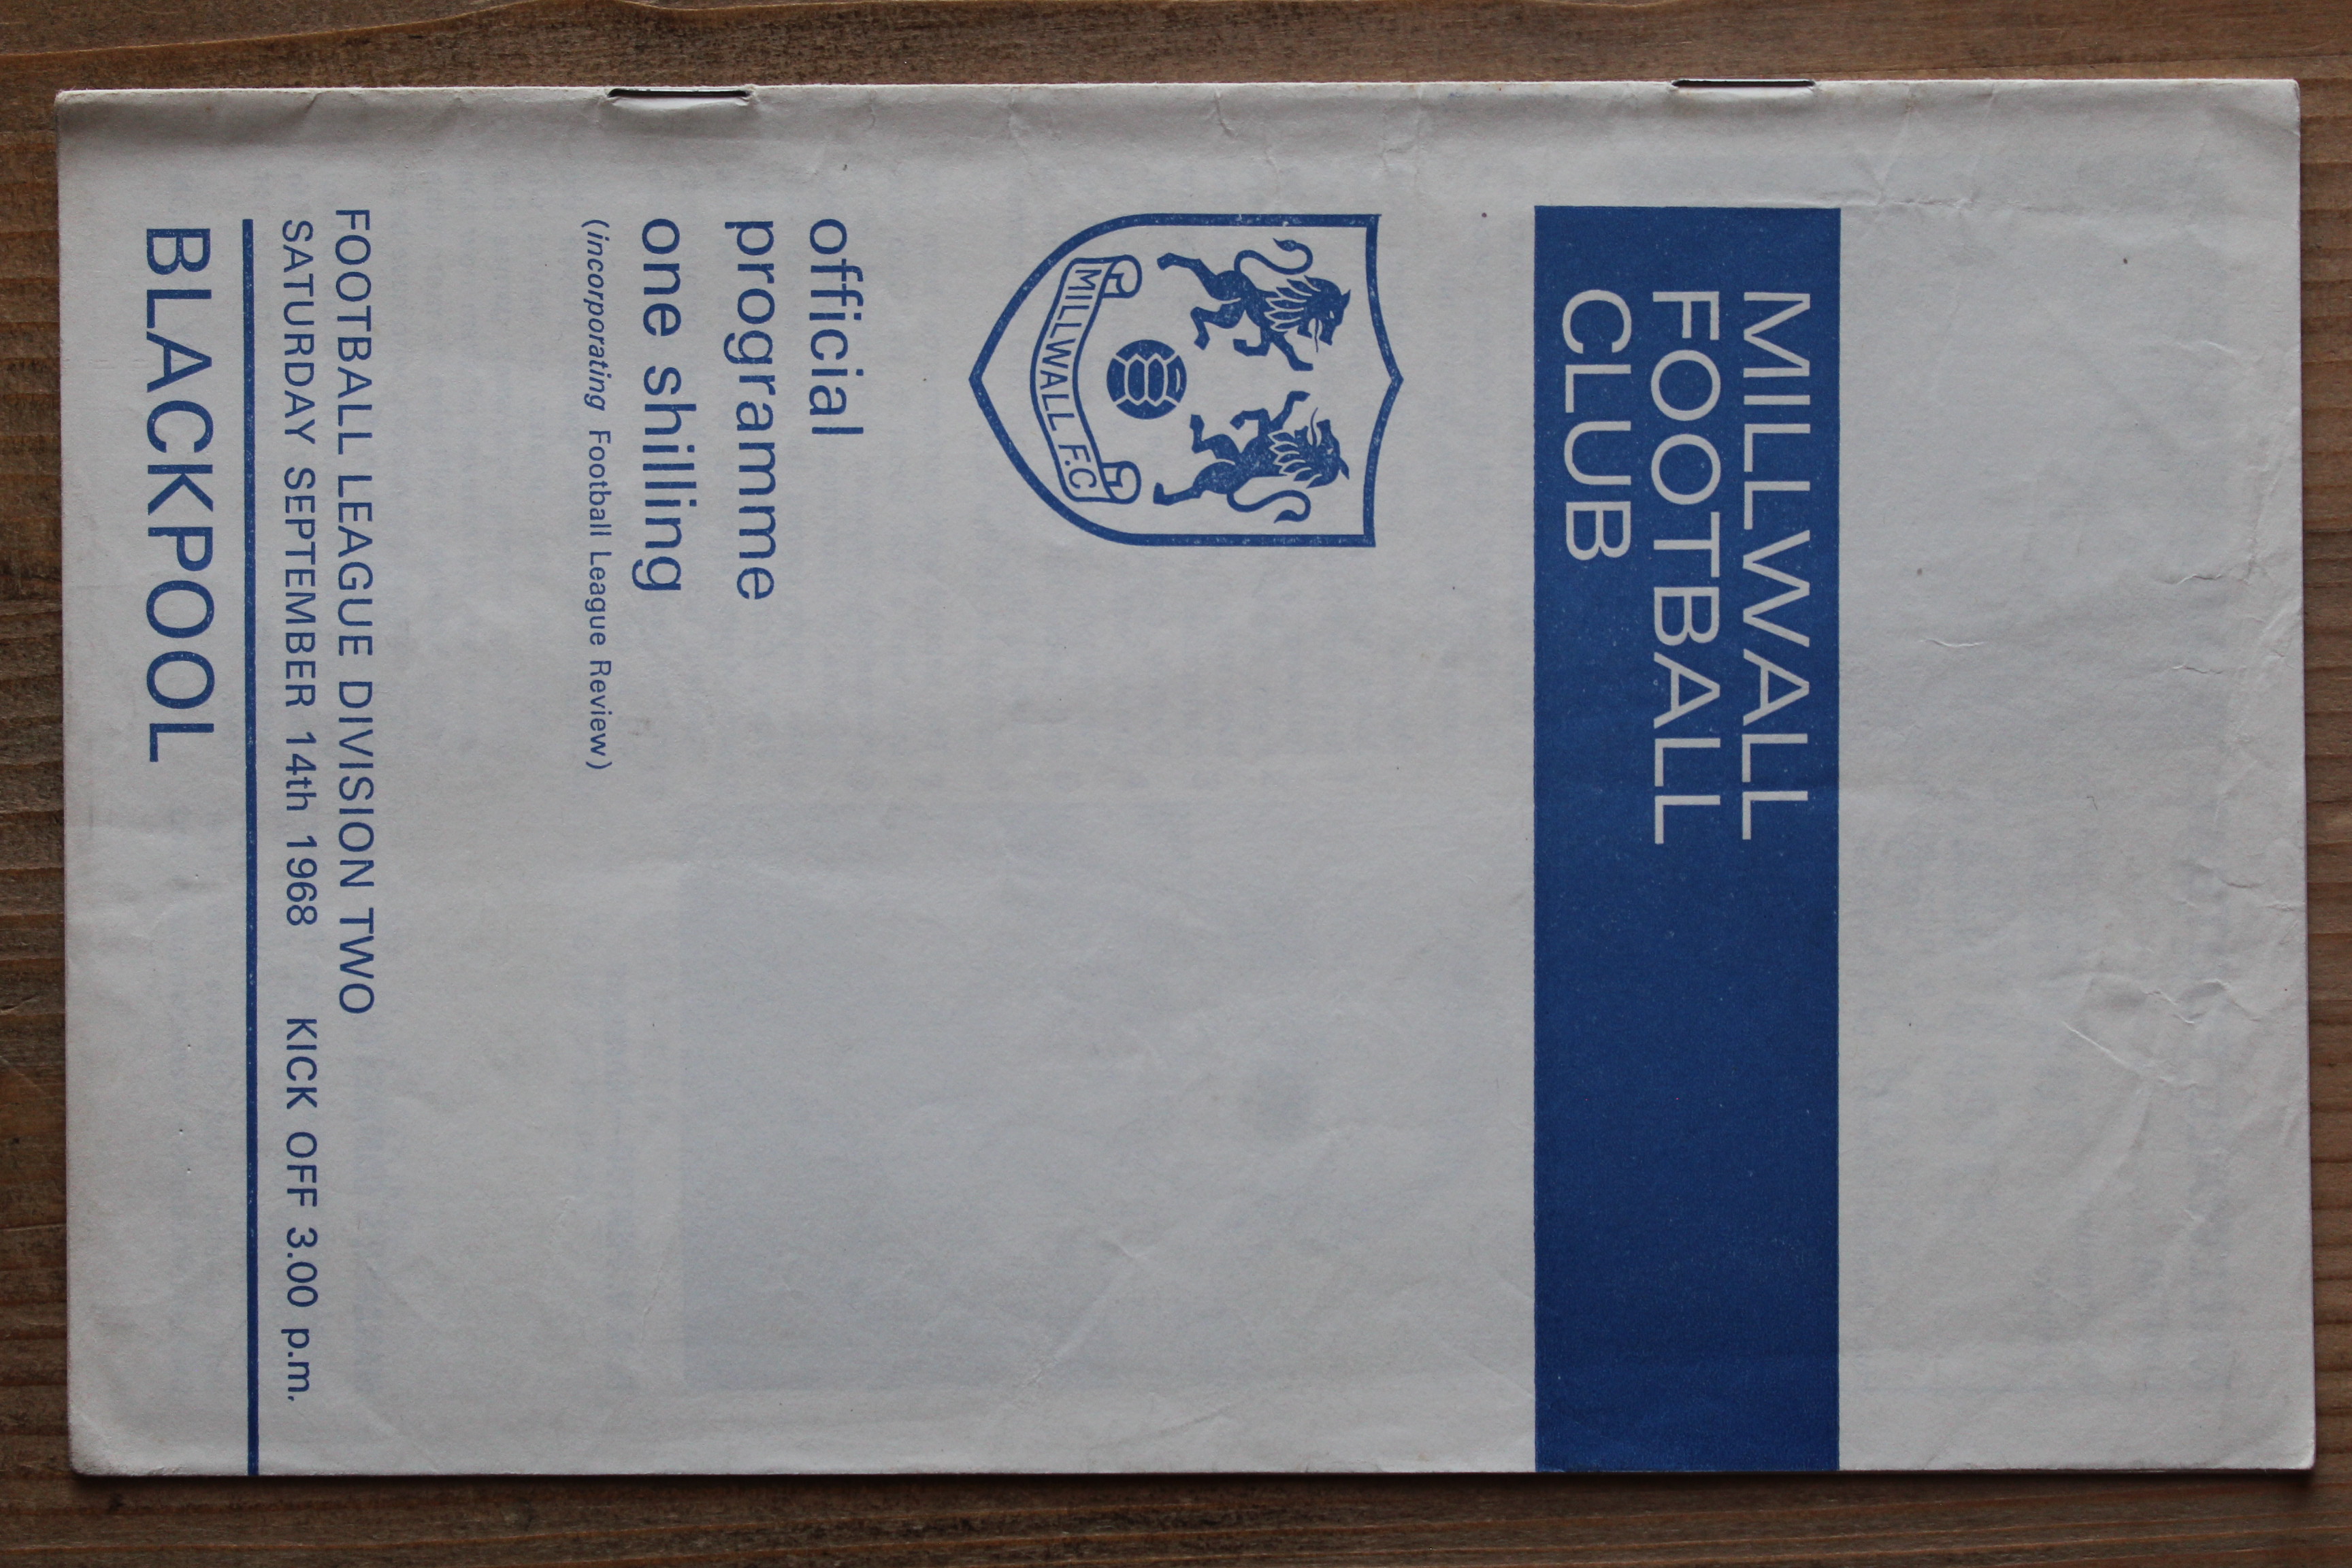 MILLWALL
FOOTBALL
CLUB
MILLWALL F.C
official
programme
one shilling
(incorporating Football League Review)
FOOTBALL LEAGUE DIVISION TWO
SATURDAY SEPTEMBER 14th 1968 KICK OFF 3.00 p.m.
BLACKPOOL